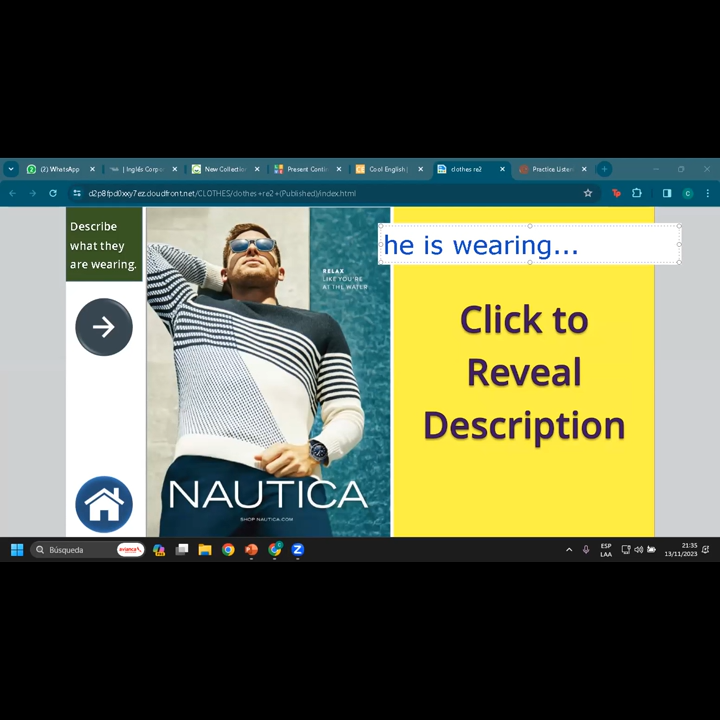 (2) WhatsApp
Inglés Corpo
New Collectio
Present Conti
Cool English |
clothes re2
Practice Listen
d2p8fpd0xxy7ez.cloudfront.net/CLOTHES/clothes+re2+(Published)/index.html
Describe
what they
are wearing.
RELAX
LIKE YOU'RE
AT THE WATER
he is wearing...
Click to
Reveal
Description
NAUTICA
SHOP NAUTICA.COM
Búsqueda
avianca
ESP
LAA
21:35
13/11/2023